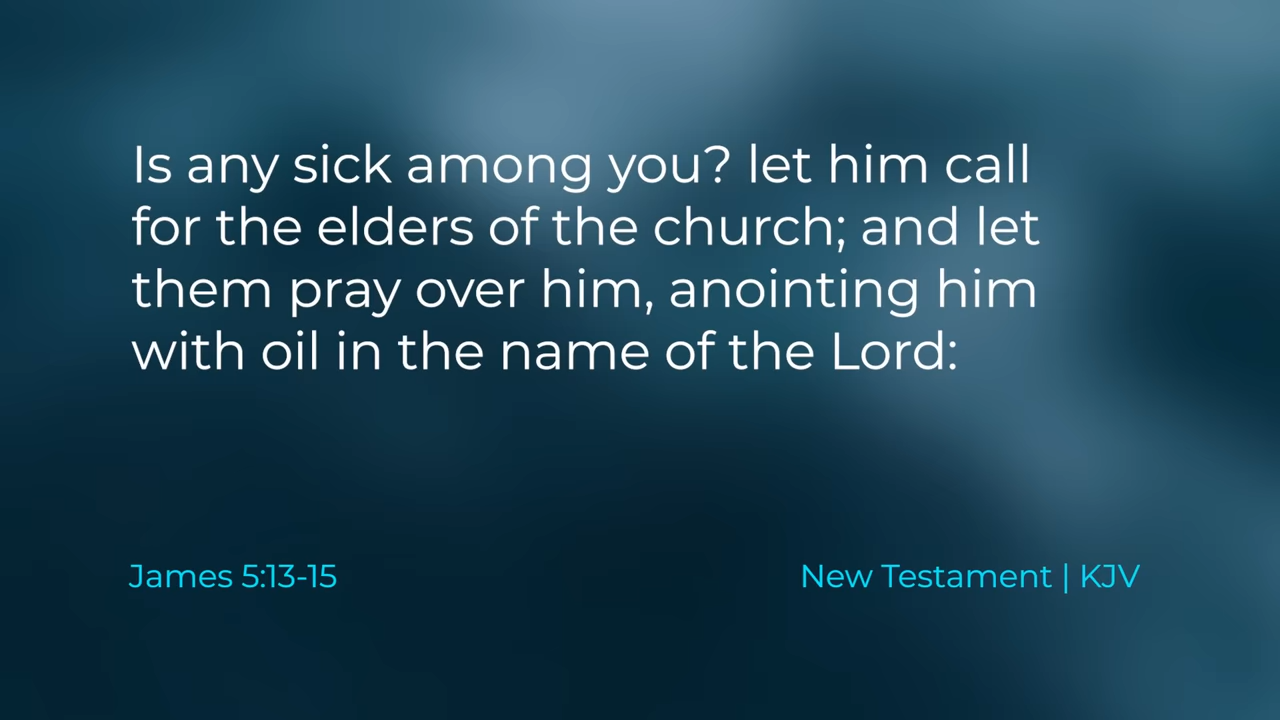 Is any sick among you? let him call
for the elders of the church; and let
them pray over him, anointing him
with oil in the name of the Lord:
James 5:13-15
New Testament | KJV